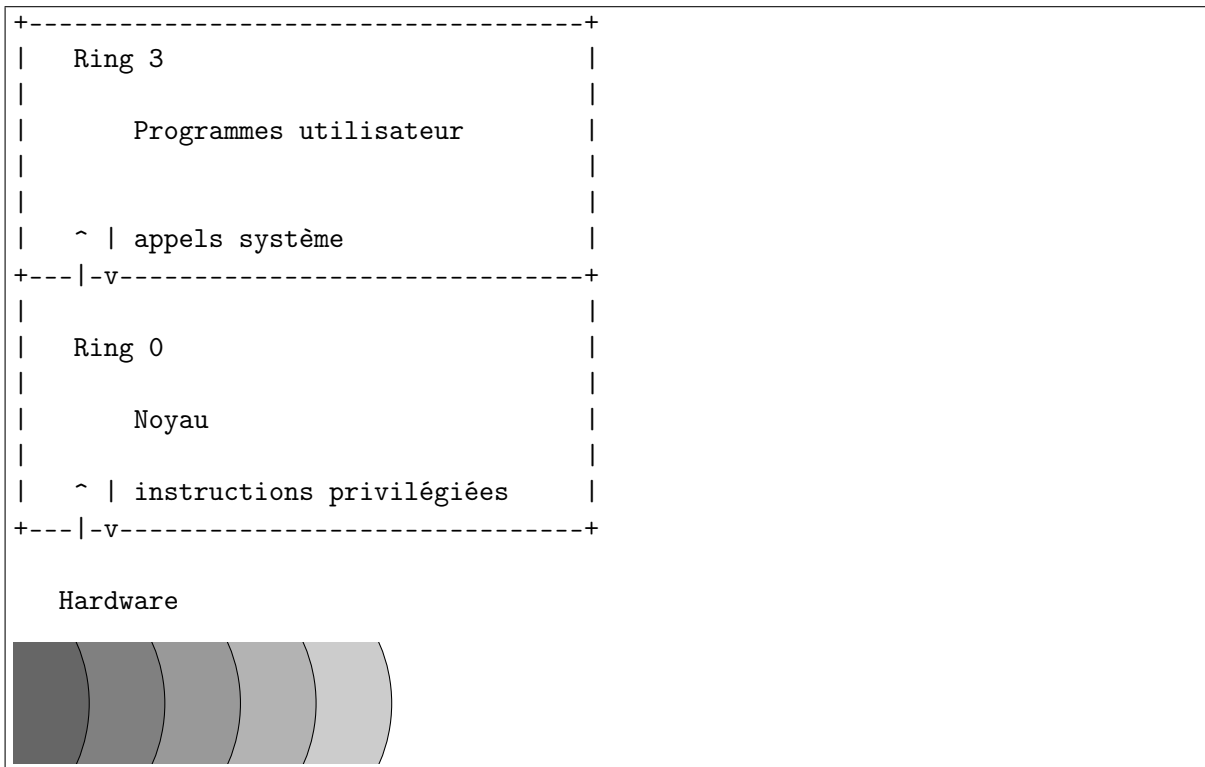 Ring 3
Programmes utilisateur
^ | appels système
Ring 0
Noyau
^ | instructions privilégiées
Hardware